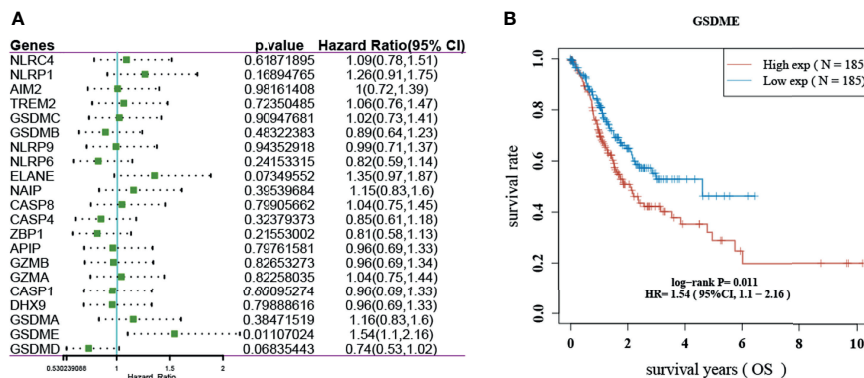 A
Genes p.value Hazard Ratio(95% CI)
NLRC4 0.61871895 1.09(0.78,1.51)
NLRP1 0.16894765 1.26(0.91,1.75)
AIM2 0.98161408 1(0.72,1.39)
TREM2 0.72350485 1.06(0.76,1.47)
GSDMC 0.90947681 1.02(0.73,1.41)
GSDMB 0.48322383 0.89(0.64,1.23)
NLRP9 0.94352918 0.99(0.71,1.37)
NLRP6 0.24153315 0.82(0.59,1.14)
ELANE 0.07349552 1.35(0.97,1.87)
NAIP 0.39539684 1.15(0.83,1.6)
CASP8 0.79905662 1.04(0.75,1.45)
CASP4 0.32379373 0.85(0.61,1.18)
ZBP1 0.21553002 0.81(0.58,1.13)
APIP 0.79761581 0.96(0.69,1.33)
GZMB 0.82653273 0.96(0.69,1.34)
GZMA 0.82258035 1.04(0.75,1.44)
CASP1 0.96(0.69,1.33)
DHX9 0.79888616 0.96(0.69,1.33)
GSDMA 0.38471519 1.16(0.83,1.6)
GSDME 0.01107024 1.54(1.1,2.16)
GSDMD 0.06835443 0.74(0.53,1.02)
0.530239088 1 1.5 2
Hazard Ratio
B
GSDME
High exp ( N = 185)
Low exp ( N = 185)
survival rate
1.0
0.8
0.6
0.4
0.2
0.0
log-rank P= 0.011
HR= 1.54 ( 95%CI, 1.1 – 2.16 )
0 2 4 6 8 10
survival years ( OS )